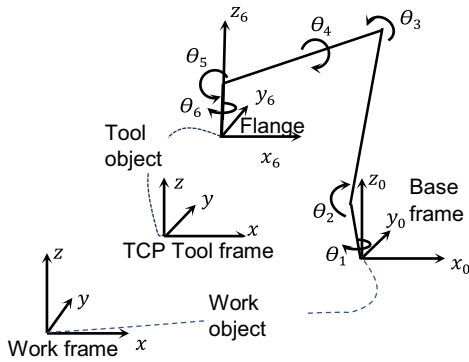 z₆
θ₃
θ₄
θ₅
θ₆
y₆
Tool
object
Flange
x₆
z
y
x
TCP Tool frame
z₀
Base
frame
θ₂
y₀
θ₁
x₀
z
y
Work frame
x
Work
object